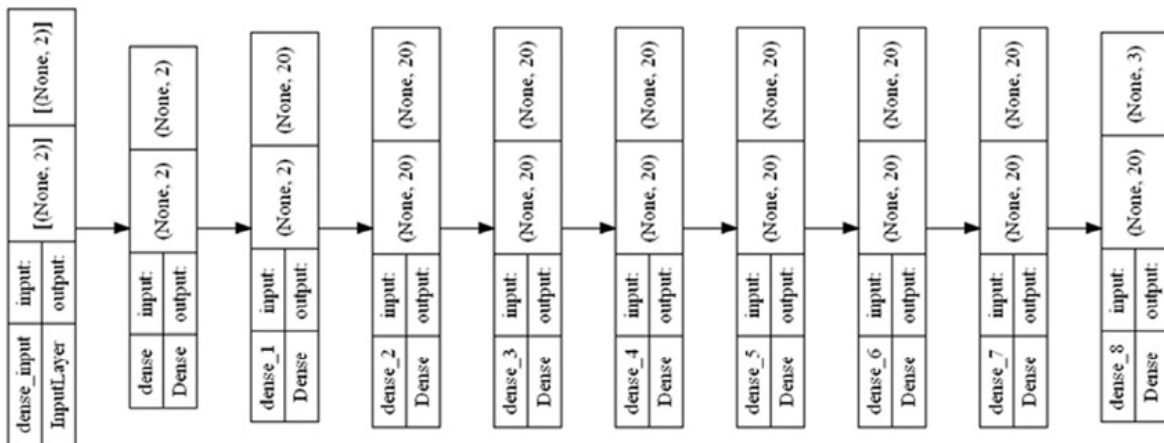 dense_input input: [(None, 2)] [(None, 2)]
InputLayer output:
dense input: (None, 2) (None, 2)
Dense output:
dense_1 input: (None, 2) (None, 20)
Dense output:
dense_2 input: (None, 20) (None, 20)
Dense output:
dense_3 input: (None, 20) (None, 20)
Dense output:
dense_4 input: (None, 20) (None, 20)
Dense output:
dense_5 input: (None, 20) (None, 20)
Dense output:
dense_6 input: (None, 20) (None, 20)
Dense output:
dense_7 input: (None, 20) (None, 20)
Dense output:
dense_8 input: (None, 20) (None, 3)
Dense output: